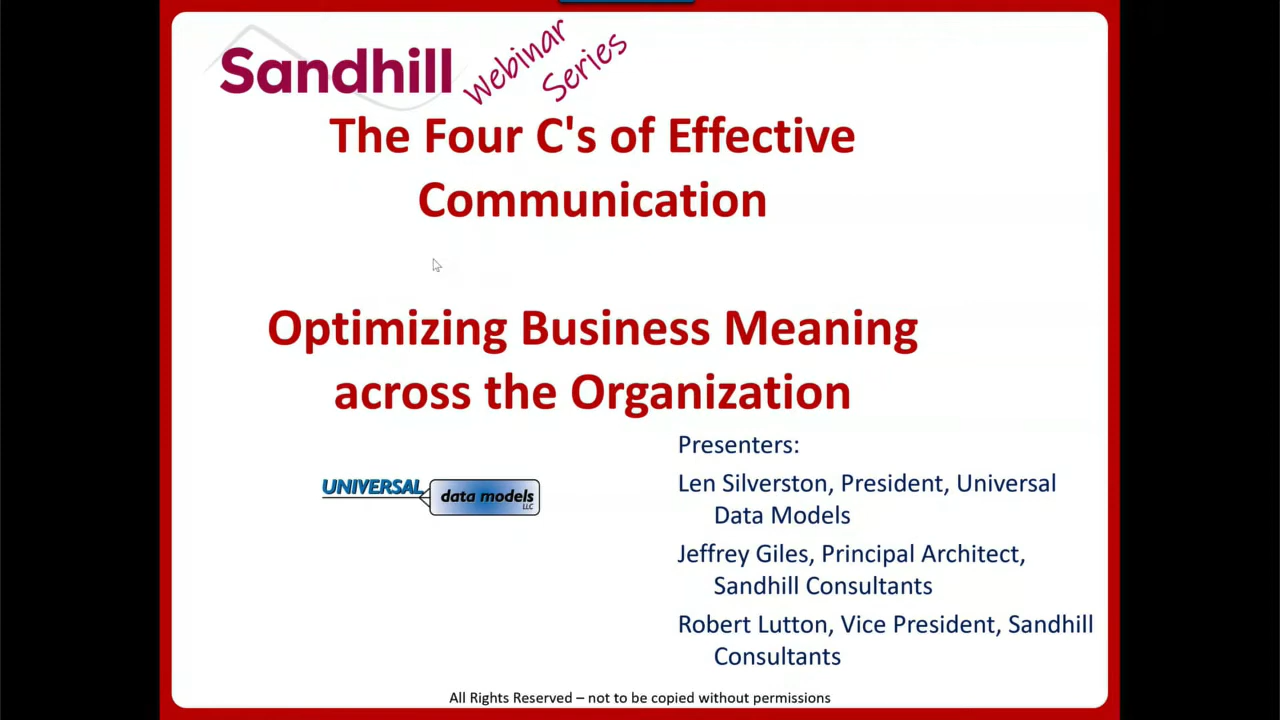 Sandhill Webinar Series
The Four C's of Effective
Communication
Optimizing Business Meaning
across the Organization
Presenters:
Len Silverston, President, Universal
Data Models
Jeffrey Giles, Principal Architect,
Sandhill Consultants
Robert Lutton, Vice President, Sandhill
Consultants
UNIVERSAL data models
LLC
All Rights Reserved – not to be copied without permissions